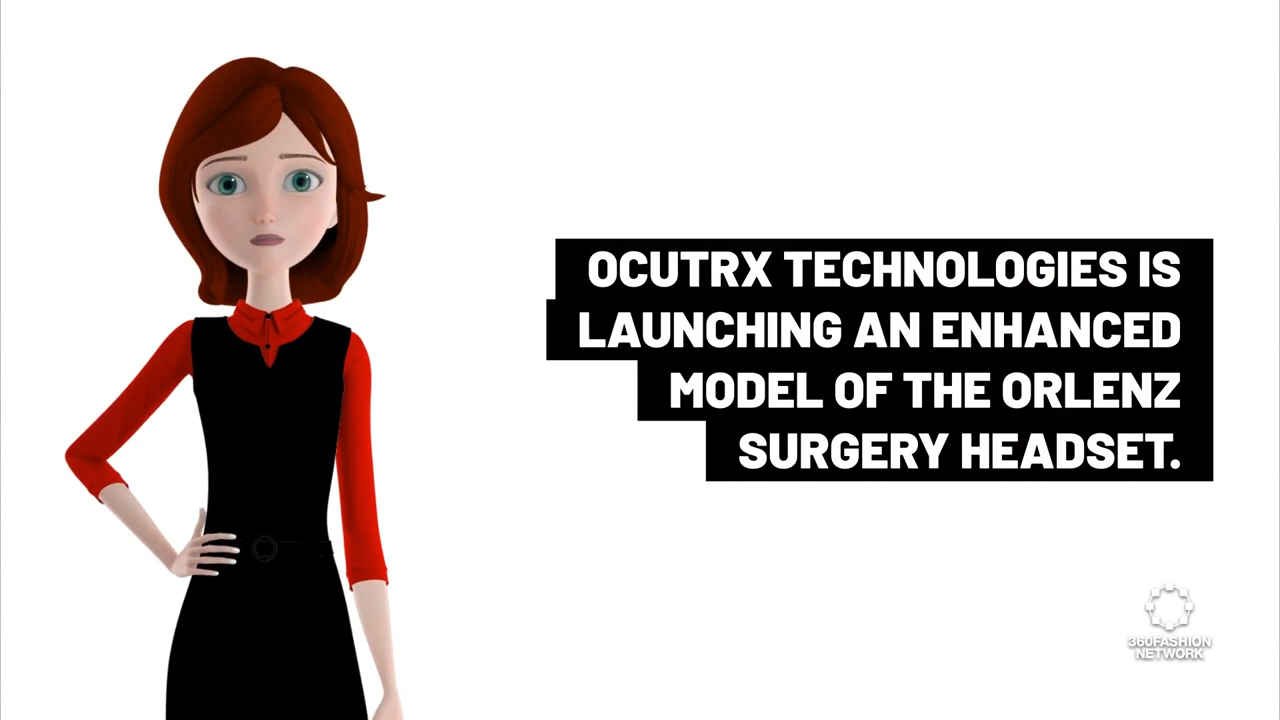 OCUTRX TECHNOLOGIES IS
LAUNCHING AN ENHANCED
MODEL OF THE ORLENZ
SURGERY HEADSET.
360FASHION
NETWORK